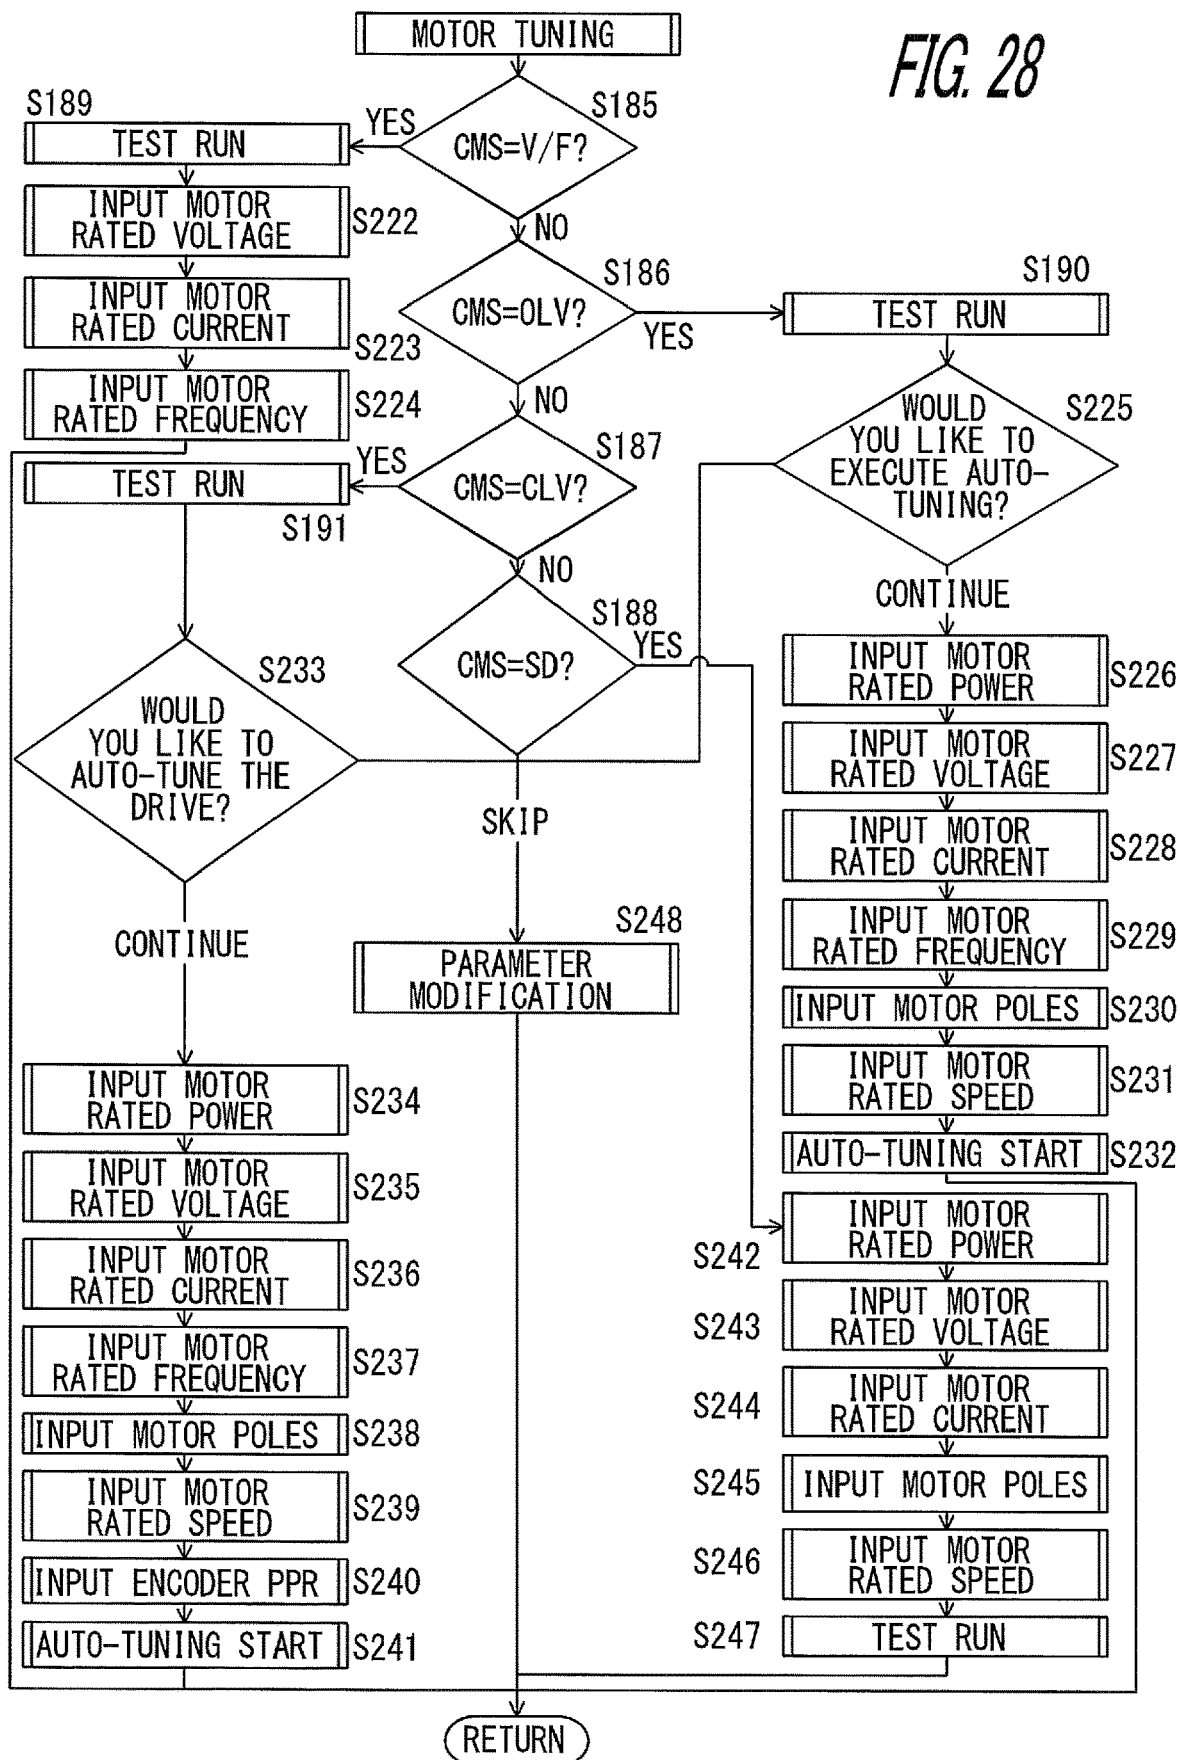 FIG. 28
MOTOR TUNING
S185
CMS=V/F?
YES
NO
S189
TEST RUN
INPUT MOTOR
RATED VOLTAGE
S222
INPUT MOTOR
RATED CURRENT
S223
INPUT MOTOR
RATED FREQUENCY
S224
S186
CMS=OLV?
YES
NO
S190
TEST RUN
WOULD
YOU LIKE TO
EXECUTE AUTO-
TUNING?
S225
CONTINUE
S187
CMS=CLV?
YES
NO
TEST RUN
S191
S188
CMS=SD?
YES
S233
WOULD
YOU LIKE TO
AUTO-TUNE THE
DRIVE?
CONTINUE
SKIP
S248
PARAMETER
MODIFICATION
INPUT MOTOR
RATED POWER
S226
INPUT MOTOR
RATED VOLTAGE
S227
INPUT MOTOR
RATED CURRENT
S228
INPUT MOTOR
RATED FREQUENCY
S229
INPUT MOTOR POLES
S230
INPUT MOTOR
RATED SPEED
S231
AUTO-TUNING START
S232
INPUT MOTOR
RATED POWER
S234
INPUT MOTOR
RATED VOLTAGE
S235
INPUT MOTOR
RATED CURRENT
S236
INPUT MOTOR
RATED FREQUENCY
S237
INPUT MOTOR POLES
S238
INPUT MOTOR
RATED SPEED
S239
INPUT ENCODER PPR
S240
AUTO-TUNING START
S241
INPUT MOTOR
RATED POWER
S242
INPUT MOTOR
RATED VOLTAGE
S243
INPUT MOTOR
RATED CURRENT
S244
INPUT MOTOR POLES
S245
INPUT MOTOR
RATED SPEED
S246
TEST RUN
S247
RETURN